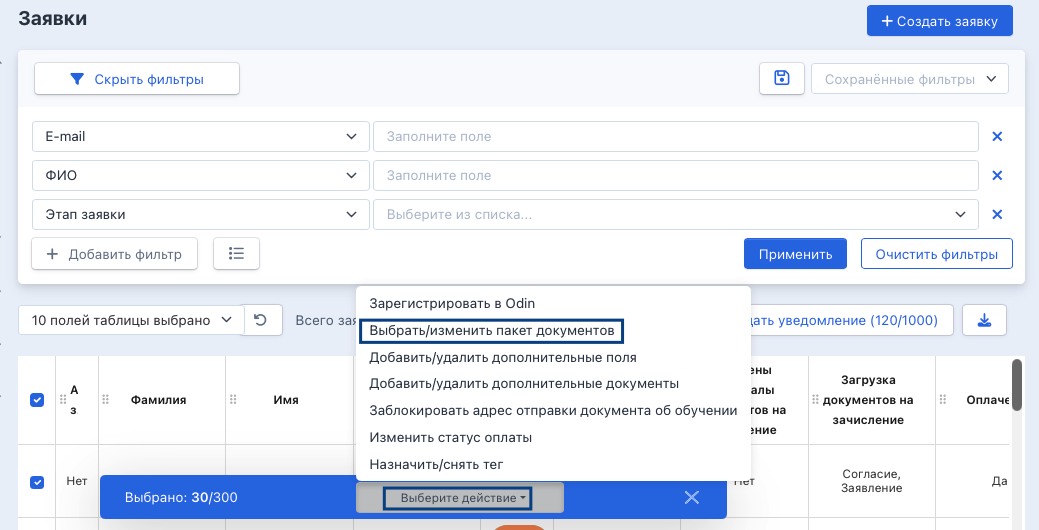 Заявки
+ Создать заявку
Скрыть фильтры
Сохранённые фильтры
E-mail
Заполните поле
ФИО
Заполните поле
Этап заявки
Выберите из списка...
+ Добавить фильтр
Применить
Очистить фильтры
10 полей таблицы выбрано
Всего
уведомление (120/1000)
Зарегистрировать в Odin
Выбрать/изменить пакет документов
Добавить/удалить дополнительные поля
Добавить/удалить дополнительные документы
Заблокировать адрес отправки документа об обучении
Изменить статус оплаты
Назначить/снять тег
А
з
Фамилия
Имя
на
Загрузка
документов на
зачисление
Нет
Нет
Согласие,
Заявление
Да
Выбрано: 30/300
Выберите действие